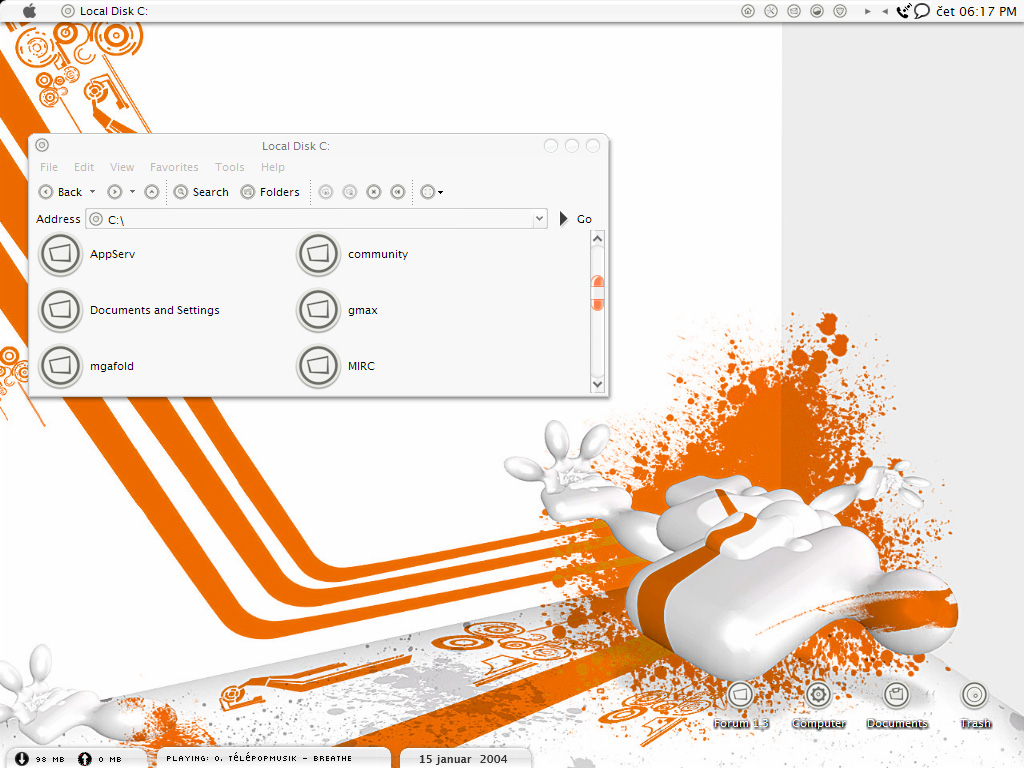 Local Disk C:
čet 06:17 PM
Local Disk C:
File Edit View Favorites Tools Help
Back Search Folders
Address C:\ Go
AppServ community
Documents and Settings gmax
mgafold MIRC
Forum 1.3 Computer Documents Trash
98 MB 0 MB PLAYING: 0. TÉLÉPOPMUSIK - BREATHE 15 januar 2004